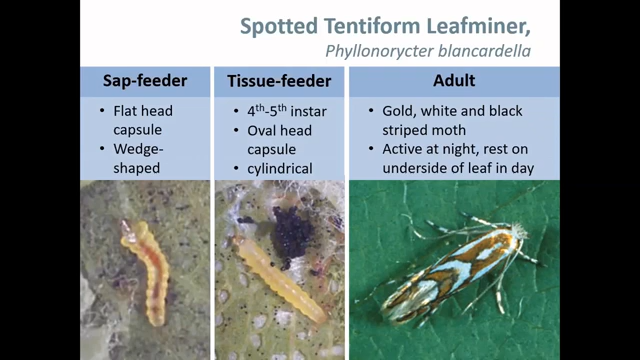 Spotted Tentiform Leafminer,
Phyllonorycter blancardella
Sap-feeder
• Flat head
capsule
• Wedge-
shaped
Tissue-feeder
• 4th-5th instar
• Oval head
capsule
• cylindrical
Adult
• Gold, white and black
striped moth
• Active at night, rest on
underside of leaf in day